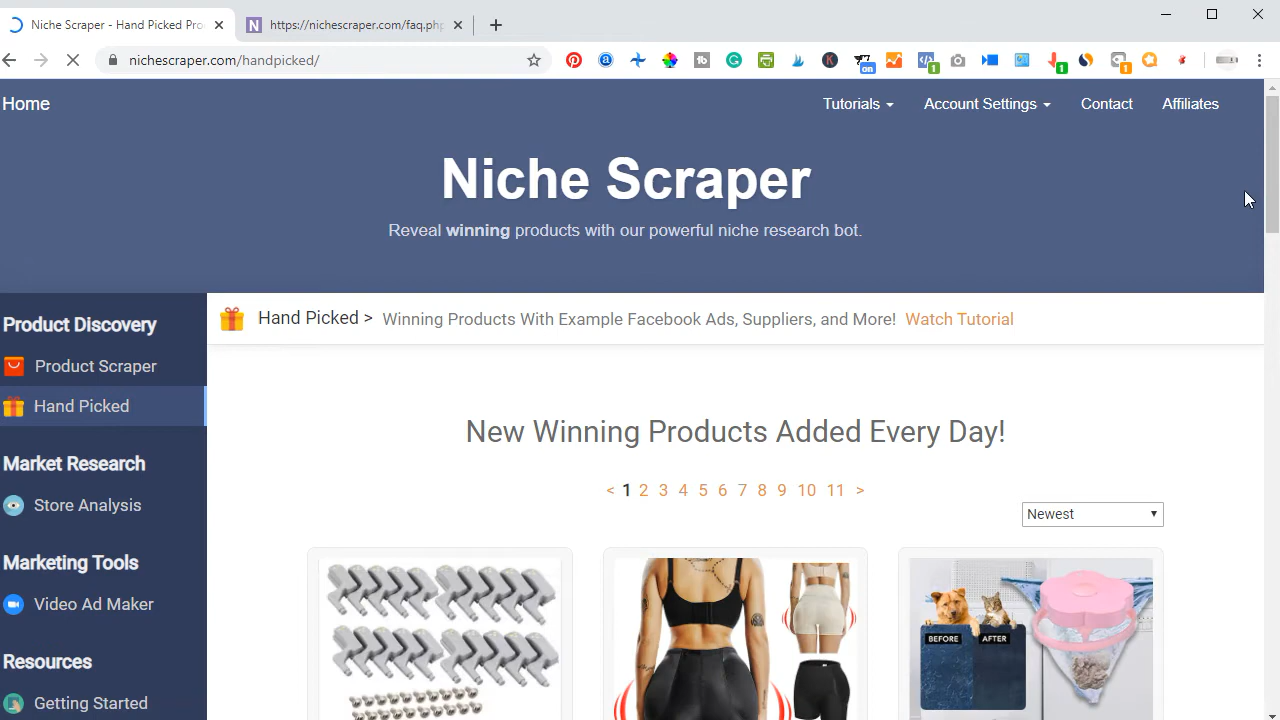 Niche Scraper - Hand Picked Pro
https://nichescraper.com/faq.php
nichescraper.com/handpicked/
on
1
1
1
Home
Tutorials
Account Settings
Contact
Affiliates
Niche Scraper
Reveal winning products with our powerful niche research bot.
Product Discovery
Product Scraper
Hand Picked
Market Research
Store Analysis
Marketing Tools
Video Ad Maker
Resources
Getting Started
Hand Picked > Winning Products With Example Facebook Ads, Suppliers, and More! Watch Tutorial
New Winning Products Added Every Day!
< 1 2 3 4 5 6 7 8 9 10 11 >
Newest
BEFORE AFTER